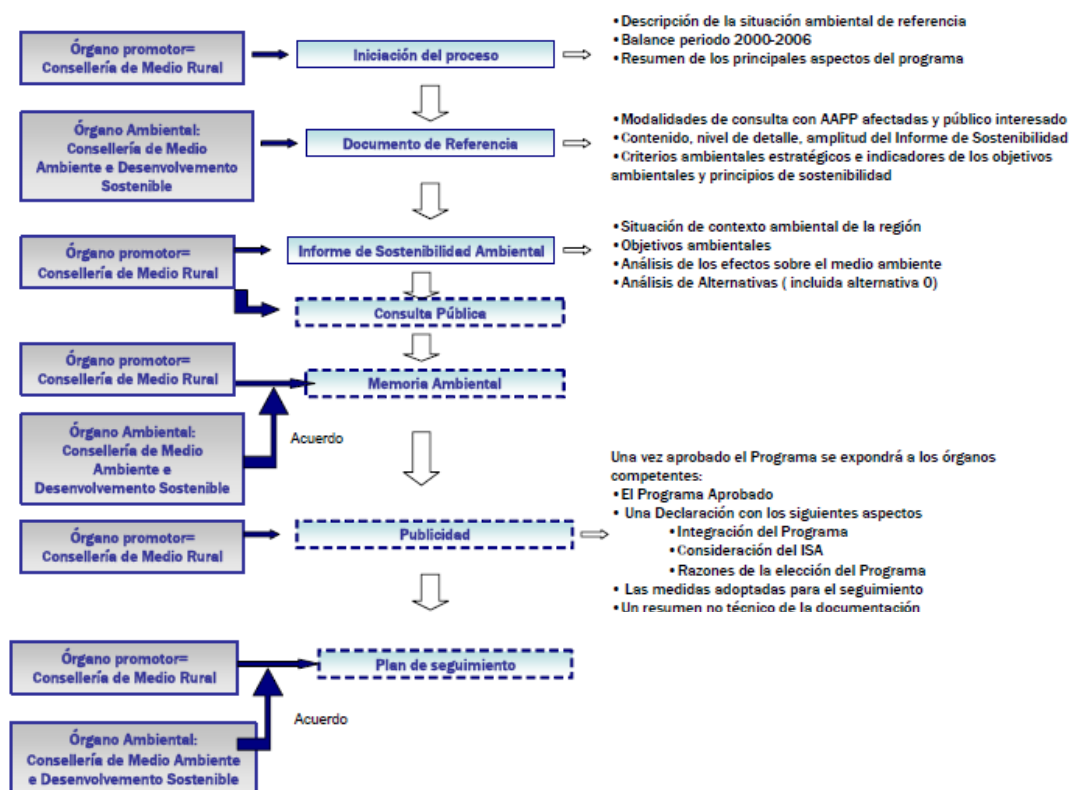 Órgano promotor=
Consellería de Medio Rural
Iniciación del proceso
•Descripción de la situación ambiental de referencia
•Balance periodo 2000-2006
•Resumen de los principales aspectos del programa
Órgano Ambiental:
Consellería de Medio
Ambiente e Desenvolvemento
Sostenible
Documento de Referencia
•Modalidades de consulta con AAPP afectadas y público interesado
•Contenido, nivel de detalle, amplitud del Informe de Sostenibilidad
•Criterios ambientales estratégicos e indicadores de los objetivos
ambientales y principios de sostenibilidad
Órgano promotor=
Consellería de Medio Rural
Informe de Sostenibilidad Ambiental
•Situación de contexto ambiental de la región
•Objetivos ambientales
•Análisis de los efectos sobre el medio ambiente
•Análisis de Alternativas ( incluida alternativa 0)
Consulta Pública
Órgano promotor=
Consellería de Medio Rural
Memoria Ambiental
Órgano Ambiental:
Consellería de Medio
Ambiente e
Desenvolvemento Sostenible
Acuerdo
Órgano promotor=
Consellería de Medio Rural
Publicidad
Una vez aprobado el Programa se expondrá a los órganos
competentes:
•El Programa Aprobado
• Una Declaración con los siguientes aspectos
•Integración del Programa
•Consideración del ISA
•Razones de la elección del Programa
• Las medidas adoptadas para el seguimiento
•Un resumen no técnico de la documentación
Órgano promotor=
Consellería de Medio Rural
Plan de seguimiento
Acuerdo
Órgano Ambiental:
Consellería de Medio Ambiente
e Desenvolvemento Sostenible